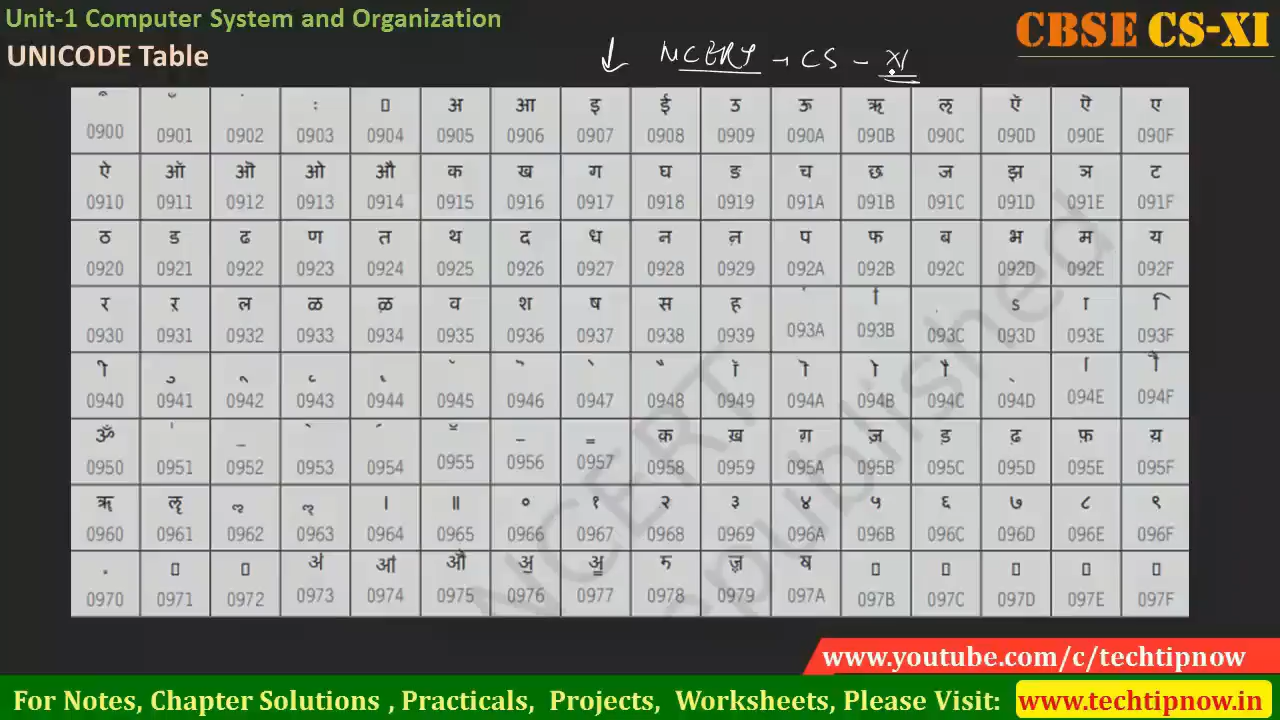 Unit-1 Computer System and Organization
CBSE CS-XI
UNICODE Table
NCERT → CS - XI
ऀ ँ ं ः ऄ अ आ इ ई उ ऊ ऋ ऌ ऍ ऎ ए
0900 0901 0902 0903 0904 0905 0906 0907 0908 0909 090A 090B 090C 090D 090E 090F
ऐ ऑ ऒ ओ औ क ख ग घ ङ च छ ज झ ञ ट
0910 0911 0912 0913 0914 0915 0916 0917 0918 0919 091A 091B 091C 091D 091E 091F
ठ ड ढ ण त थ द ध न ऩ प फ ब भ म य
0920 0921 0922 0923 0924 0925 0926 0927 0928 0929 092A 092B 092C 092D 092E 092F
र ऱ ल ळ ऴ व श ष स ह ऺ ऻ ़ ऽ ा ि
0930 0931 0932 0933 0934 0935 0936 0937 0938 0939 093A 093B 093C 093D 093E 093F
ी ु ू ृ ॄ ॅ ॆ े ै ॉ ॊ ो ौ ् ॎ ॏ
0940 0941 0942 0943 0944 0945 0946 0947 0948 0949 094A 094B 094C 094D 094E 094F
ॐ ॑ ॒ ॓ ॔ ॕ ॖ ॗ क़ ख़ ग़ ज़ ड़ ढ़ फ़ य़
0950 0951 0952 0953 0954 0955 0956 0957 0958 0959 095A 095B 095C 095D 095E 095F
ॠ ॡ ॢ ॣ । ॥ ० १ २ ३ ४ ५ ६ ७ ८ ९
0960 0961 0962 0963 0964 0965 0966 0967 0968 0969 096A 096B 096C 096D 096E 096F
॰ ▯ ▯ ॳ ॴ ॵ ॶ ॷ ॸ ॹ ॺ ▯ ▯ ▯ ▯ ▯
0970 0971 0972 0973 0974 0975 0976 0977 0978 0979 097A 097B 097C 097D 097E 097F
NCERT
republished
www.youtube.com/c/techtipnow
For Notes, Chapter Solutions , Practicals, Projects, Worksheets, Please Visit: www.techtipnow.in